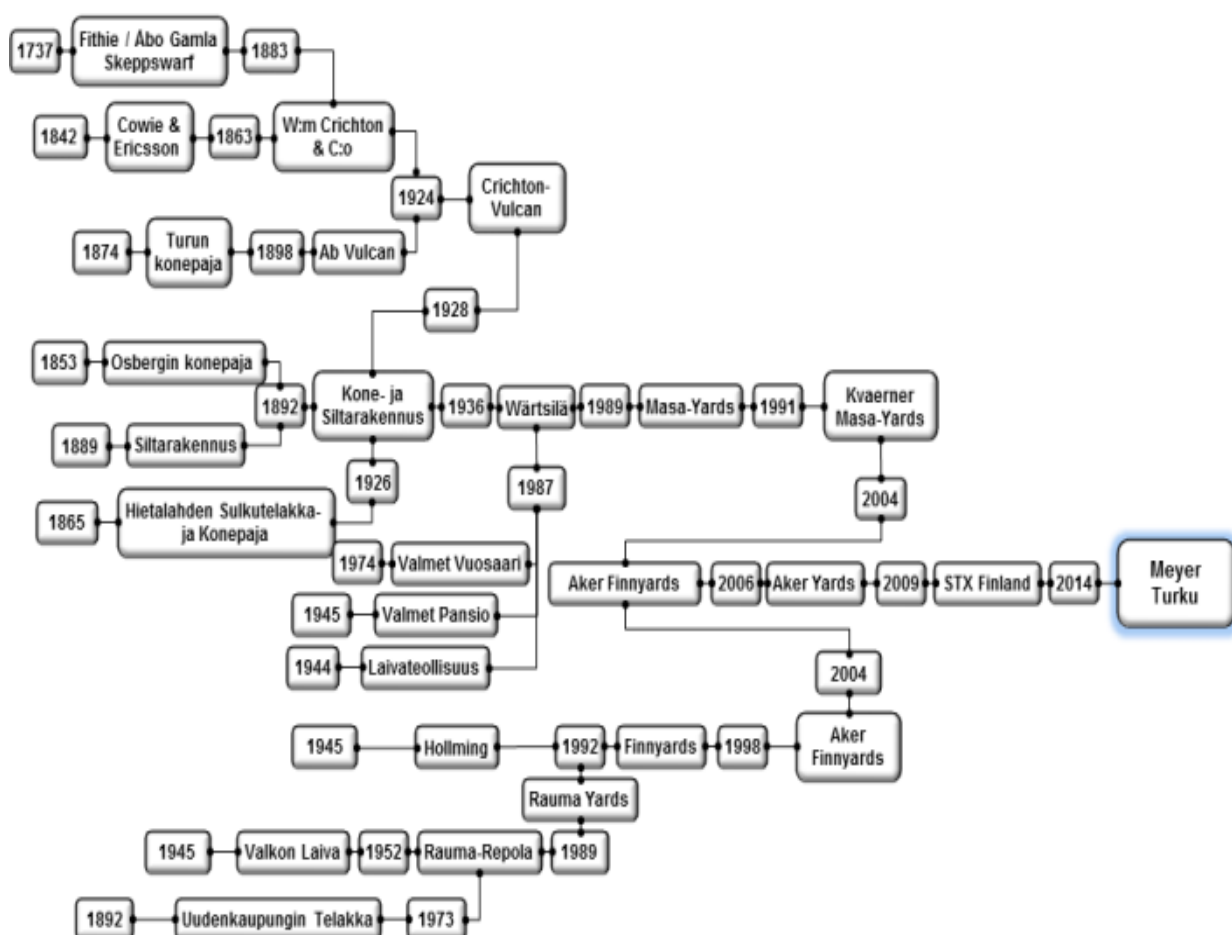 1737
Fithie / Åbo Gamla
Skeppswarf
1883
1842
Cowie &
Ericsson
1863
W:m Crichton
& C:o
1924
Crichton-
Vulcan
1874
Turun
konepaja
1898
Ab Vulcan
1928
1853
Osbergin konepaja
1892
Kone- ja
Siltarakennus
1936
Wärtsilä
1989
Masa-Yards
1991
Kvaerner
Masa-Yards
1889
Siltarakennus
1926
1987
2004
1865
Hietalahden Sulkutelakka-
ja Konepaja
1974
Valmet Vuosaari
Aker Finnyards
2006
Aker Yards
2009
STX Finland
2014
Meyer
Turku
1945
Valmet Pansio
1944
Laivateollisuus
2004
1945
Hollming
1992
Finnyards
1998
Aker
Finnyards
Rauma Yards
1945
Valkon Laiva
1952
Rauma-Repola
1989
1892
Uudenkaupungin Telakka
1973